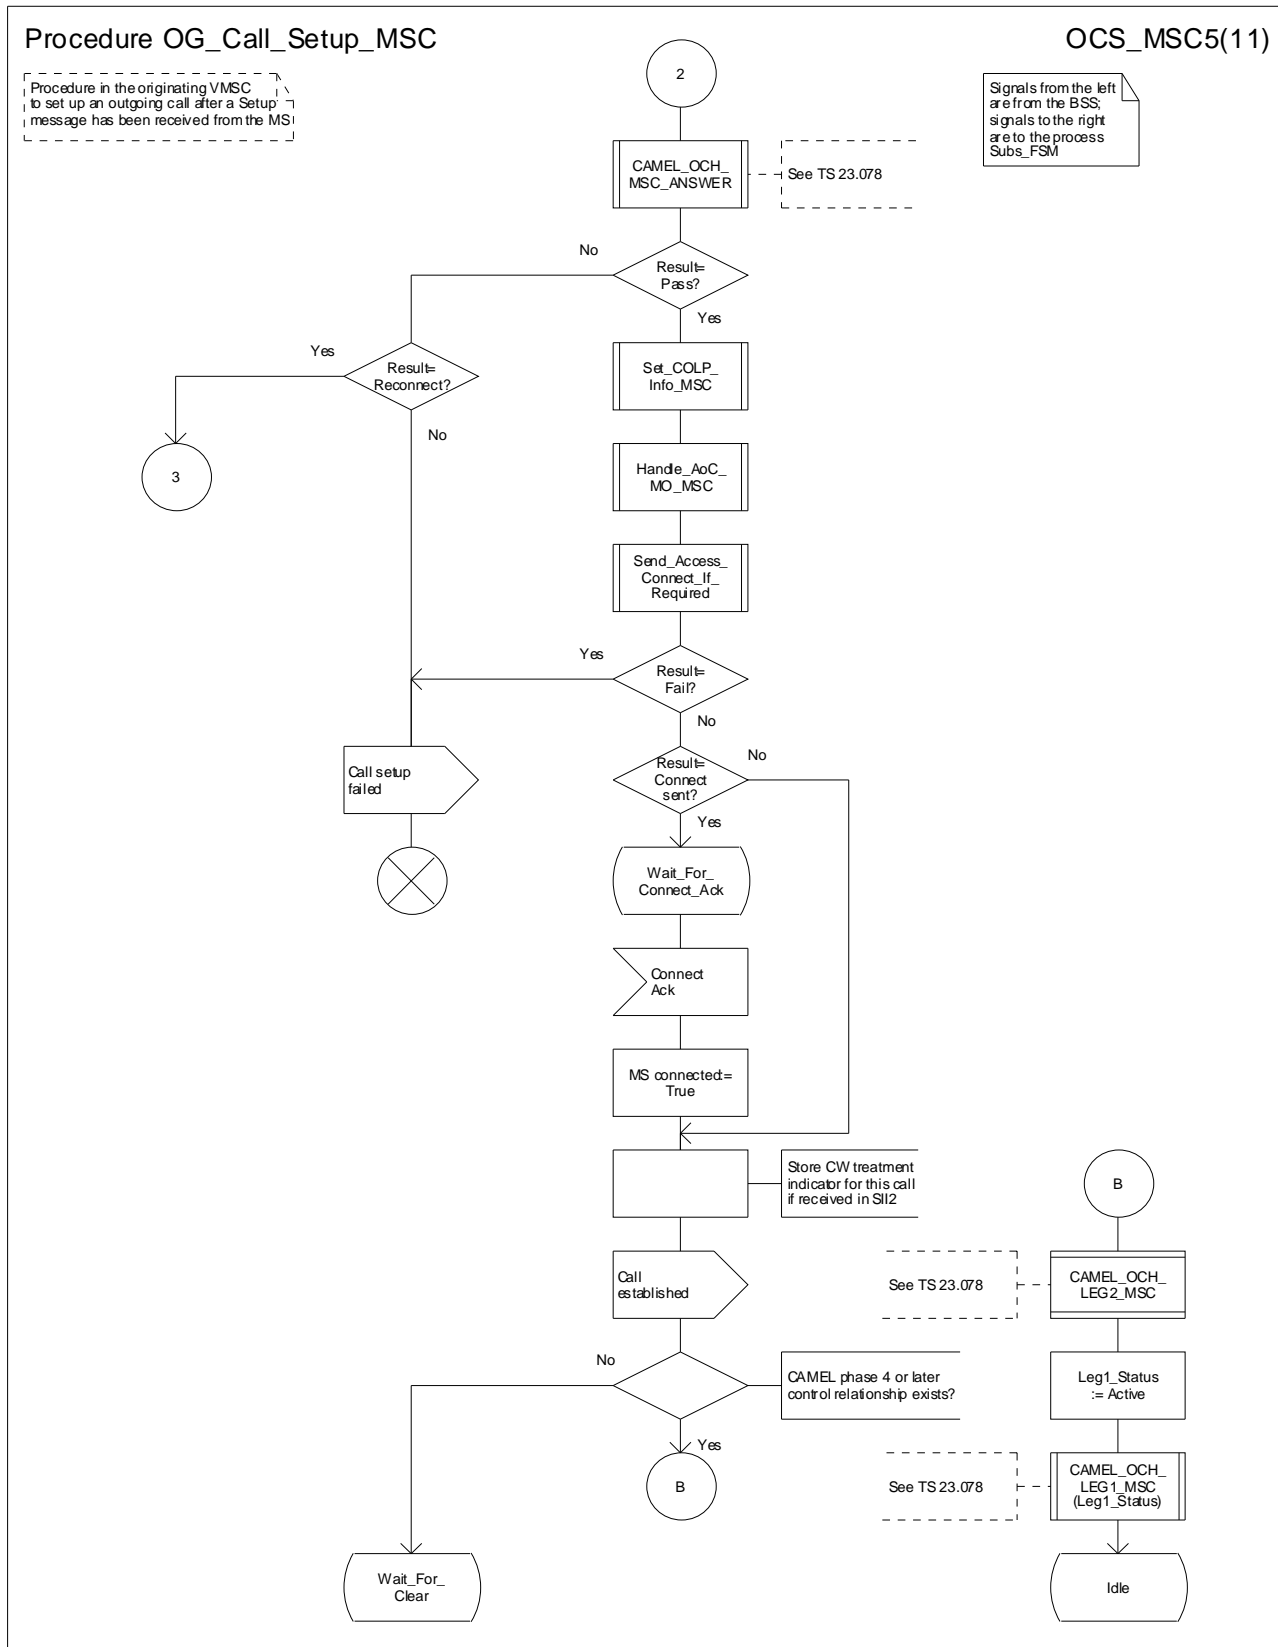 Procedure OG_Call_Setup_MSC
OCS_MSC5(11)
Procedure in the originating VMSC
to set up an outgoing call after a Setup
message has been received from the MS
2
Signals from the left
are from the BSS;
signals to the right
are to the process
Subs_FSM
CAMEL_OCH_
MSC_ANSWER
See TS 23.078
No
Result=
Pass?
Yes
Yes
Result=
Reconnect?
Set_COLP_
Info_MSC
No
3
Handle_AoC_
MO_MSC
Send_Access_
Connect_If_
Required
Yes
Result=
Fail?
No
Call setup
failed
Result=
Connect
sent?
No
Yes
Wait_For_
Connect_Ack
Connect
Ack
MS connected:=
True
Store CW treatment
indicator for this call
if received in SII2
B
Call
established
See TS 23.078
CAMEL_OCH_
LEG2_MSC
No
CAMEL phase 4 or later
control relationship exists?
Leg1_Status
:= Active
Yes
B
See TS 23.078
CAMEL_OCH_
LEG1_MSC
(Leg1_Status)
Wait_For_
Clear
Idle